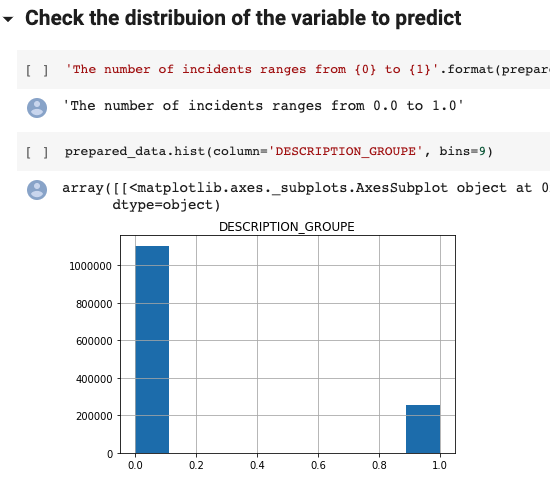 Check the distribuion of the variable to predict
[ ] 'The number of incidents ranges from {0} to {1}'.format(prepar
'The number of incidents ranges from 0.0 to 1.0'
[ ] prepared_data.hist(column='DESCRIPTION_GROUPE', bins=9)
array([[<matplotlib.axes._subplots.AxesSubplot object at 0
dtype=object)
DESCRIPTION_GROUPE
1000000
800000
600000
400000
200000
0
0.0 0.2 0.4 0.6 0.8 1.0